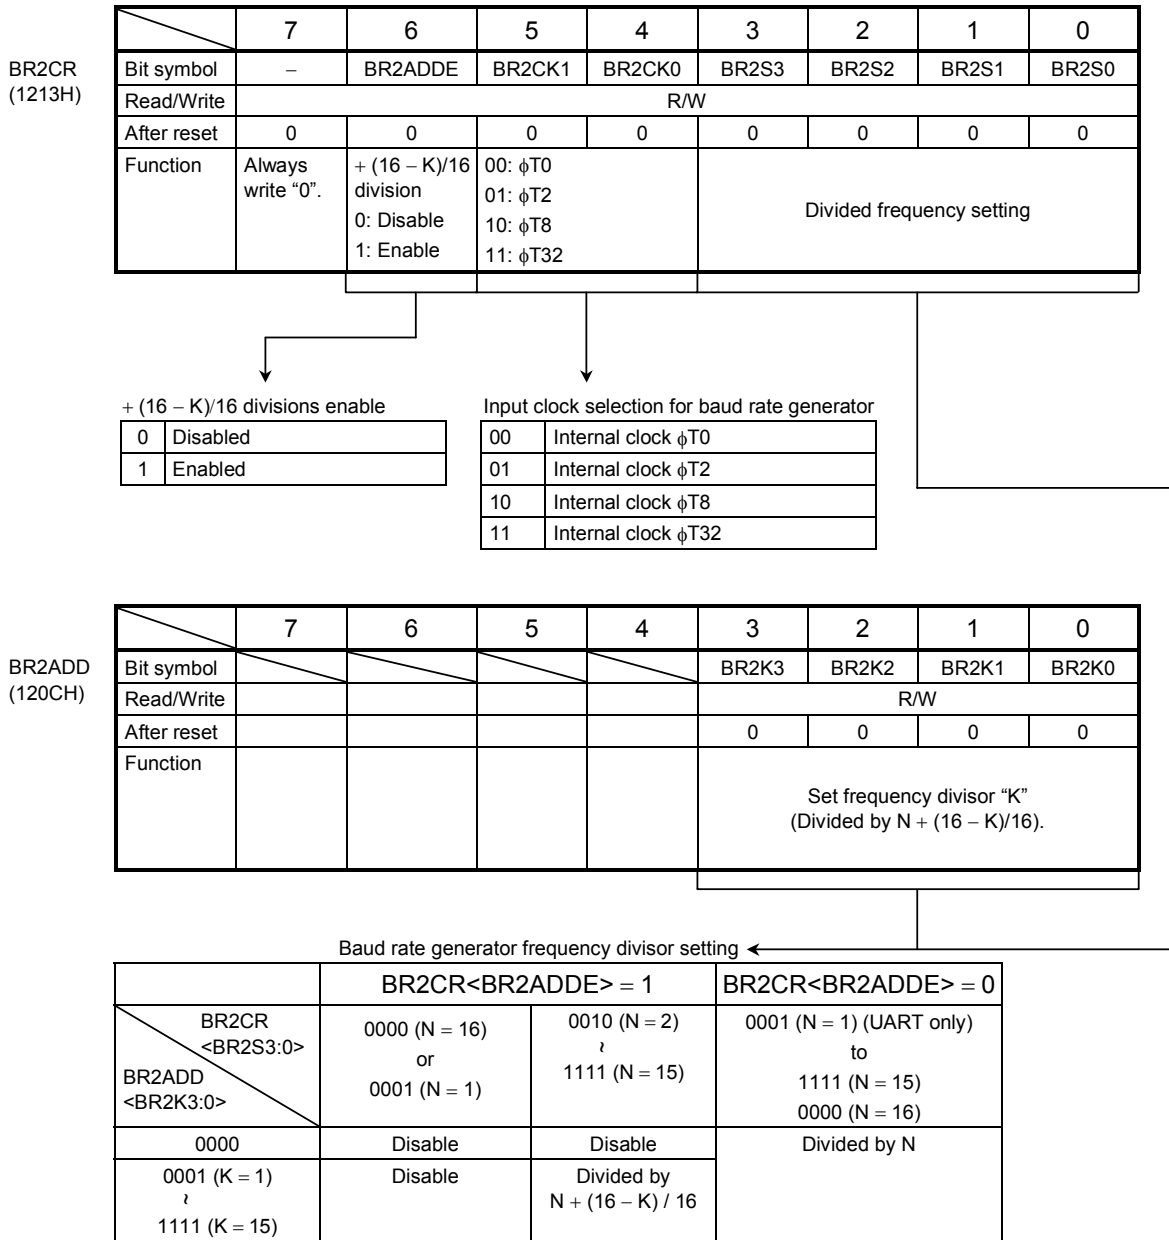 7 6 5 4 3 2 1 0
BR2CR
(1213H)
Bit symbol − BR2ADDE BR2CK1 BR2CK0 BR2S3 BR2S2 BR2S1 BR2S0
Read/Write R/W
After reset 0 0 0 0 0 0 0 0
Function
Always
write “0”.
+ (16 − K)/16
division
0: Disable
1: Enable
00: ϕT0
01: ϕT2
10: ϕT8
11: ϕT32
Divided frequency setting
+ (16 − K)/16 divisions enable
0 Disabled
1 Enabled
Input clock selection for baud rate generator
00 Internal clock ϕT0
01 Internal clock ϕT2
10 Internal clock ϕT8
11 Internal clock ϕT32
7 6 5 4 3 2 1 0
BR2ADD
(120CH)
Bit symbol BR2K3 BR2K2 BR2K1 BR2K0
Read/Write R/W
After reset 0 0 0 0
Function
Set frequency divisor “K”
(Divided by N + (16 − K)/16).
Baud rate generator frequency divisor setting
BR2CR<BR2ADDE> = 1 BR2CR<BR2ADDE> = 0
BR2CR
<BR2S3:0>
BR2ADD
<BR2K3:0>
0000 (N = 16)
or
0001 (N = 1)
0010 (N = 2)
≀
1111 (N = 15)
0001 (N = 1) (UART only)
to
1111 (N = 15)
0000 (N = 16)
0000 Disable Disable Divided by N
0001 (K = 1)
≀
1111 (K = 15)
Disable
Divided by
N + (16 − K) / 16